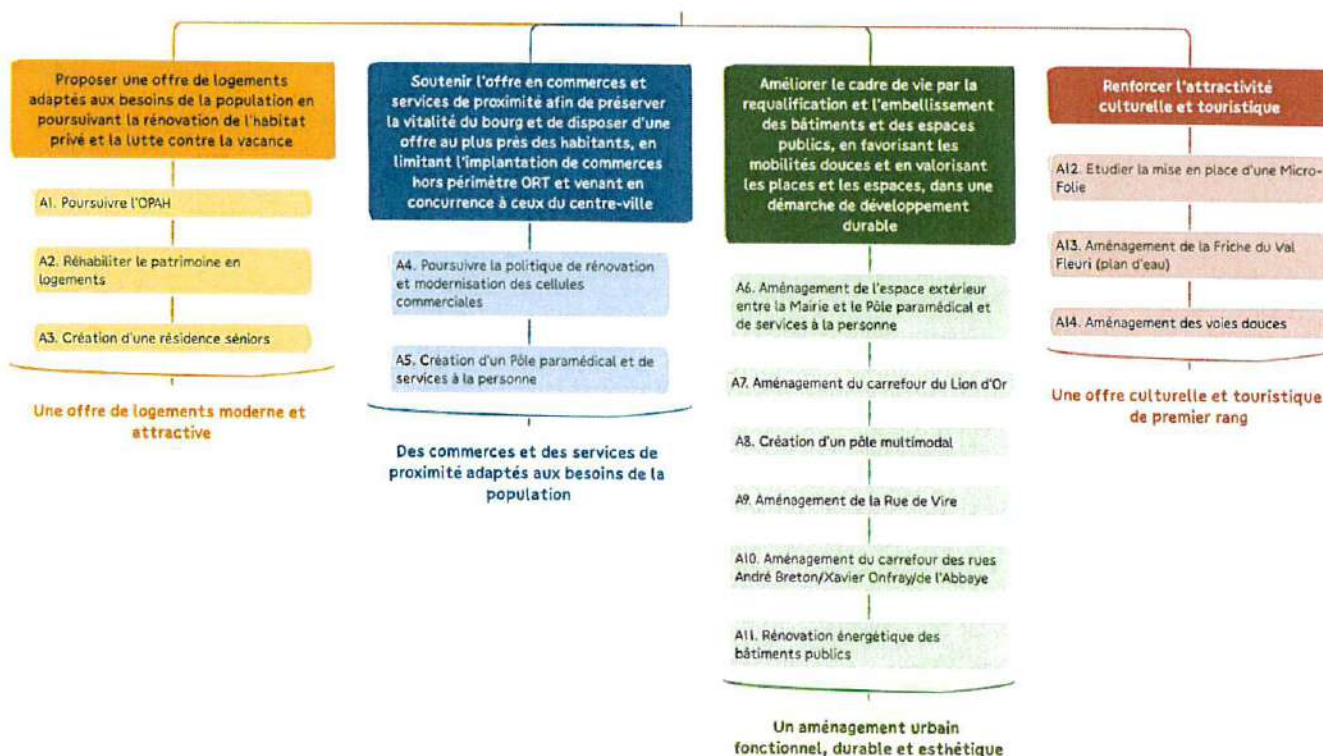 Proposer une offre de logements
adaptés aux besoins de la population en
poursuivant la rénovation de l'habitat
privé et la lutte contre la vacance
A1. Poursuivre l'OPAH
A2. Réhabiliter le patrimoine en
logements
A3. Création d'une résidence séniors
Une offre de logements moderne et
attractive
Soutenir l'offre en commerces et
services de proximité afin de préserver
la vitalité du bourg et de disposer d'une
offre au plus près des habitants, en
limitant l'implantation de commerces
hors périmètre ORT et venant en
concurrence à ceux du centre-ville
A4. Poursuivre la politique de rénovation
et modernisation des cellules
commerciales
A5. Création d'un Pôle paramédical et de
services à la personne
Des commerces et des services de
proximité adaptés aux besoins de la
population
Améliorer le cadre de vie par la
requalification et l'embellissement
des bâtiments et des espaces
publics, en favorisant les
mobilités douces et en valorisant
les places et les espaces, dans une
démarche de développement
durable
A6. Aménagement de l'espace extérieur
entre la Mairie et le Pôle paramédical et
de services à la personne
A7. Aménagement du carrefour du Lion d'Or
A8. Création d'un pôle multimodal
A9. Aménagement de la Rue de Vire
A10. Aménagement du carrefour des rues
André Breton/Xavier Onfray/de l'Abbaye
A11. Rénovation énergétique des
bâtiments publics
Un aménagement urbain
fonctionnel, durable et esthétique
Renforcer l'attractivité
culturelle et touristique
A12. Etudier la mise en place d'une Micro-
Folie
A13. Aménagement de la Friche du Val
Fleuri (plan d'eau)
A14. Aménagement des voies douces
Une offre culturelle et touristique
de premier rang